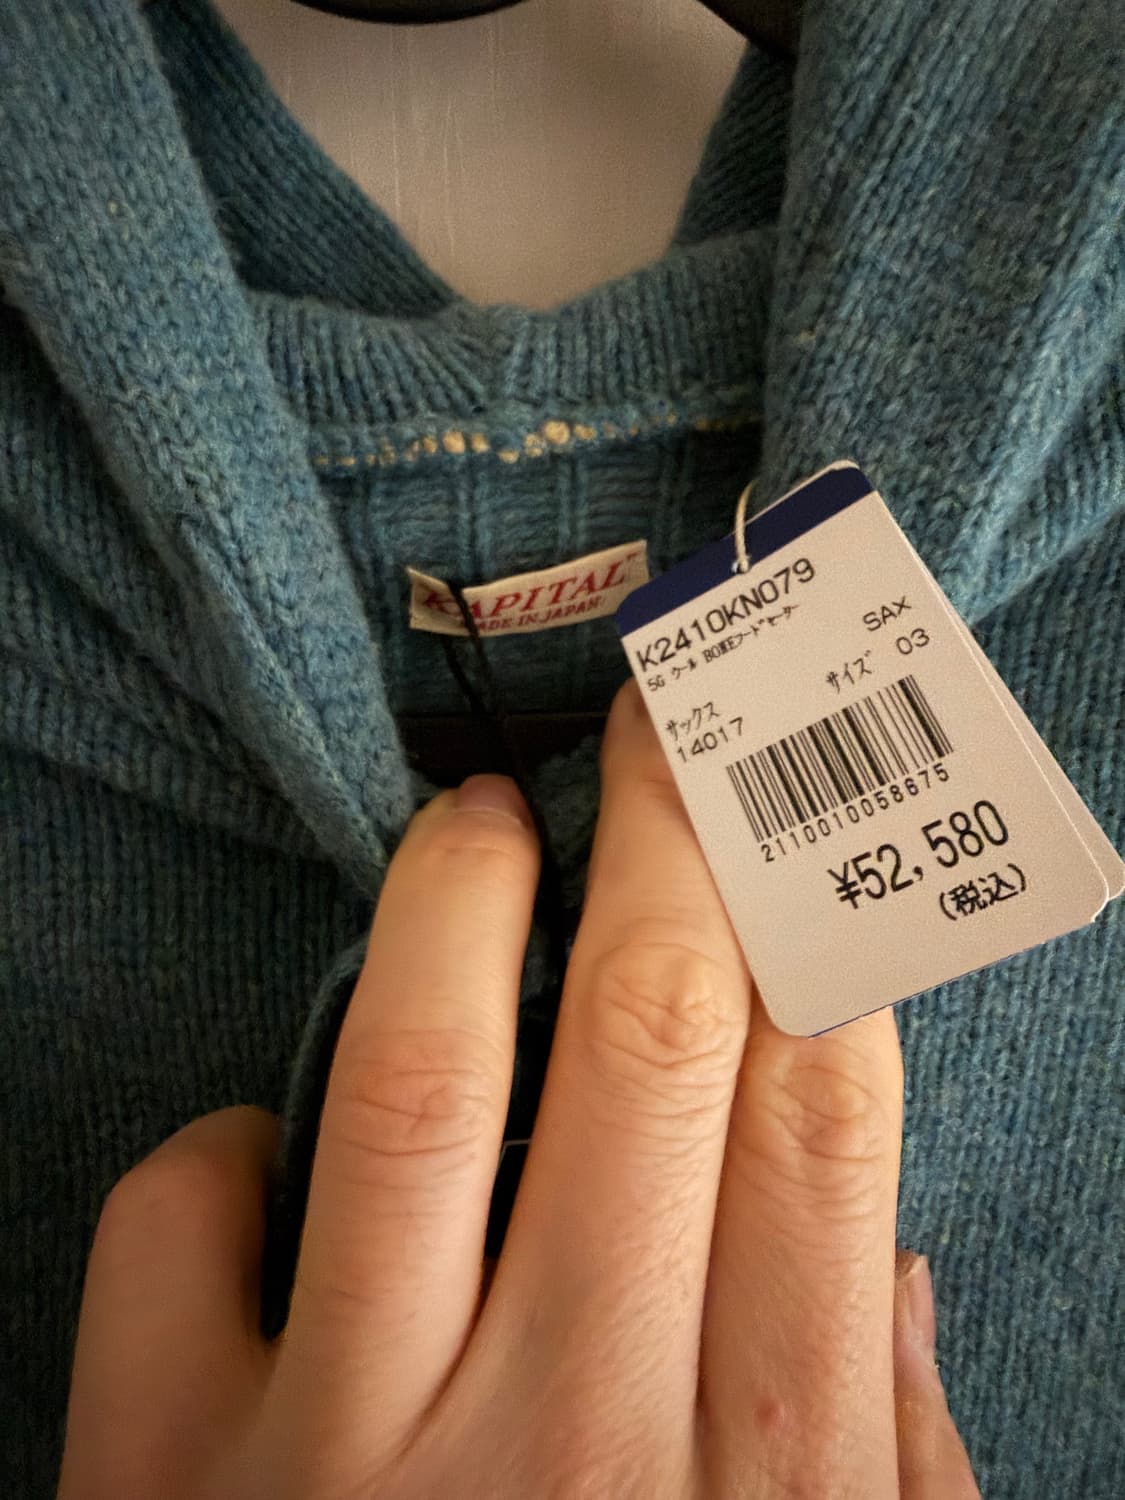 KAPITAL
MADE IN JAPAN
K2410KN079
5G ウール BONEフードセーター
SAX
サイズ 03
サックス
14017
2110010058675
¥52,580
(税込)